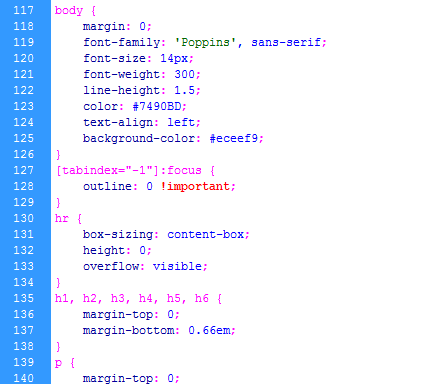 117 body {
118     margin: 0;
119     font-family: 'Poppins', sans-serif;
120     font-size: 14px;
121     font-weight: 300;
122     line-height: 1.5;
123     color: #7490BD;
124     text-align: left;
125     background-color: #eceef9;
126 }
127 [tabindex="-1"]:focus {
128     outline: 0 !important;
129 }
130 hr {
131     box-sizing: content-box;
132     height: 0;
133     overflow: visible;
134 }
135 h1, h2, h3, h4, h5, h6 {
136     margin-top: 0;
137     margin-bottom: 0.66em;
138 }
139 p {
140     margin-top: 0;